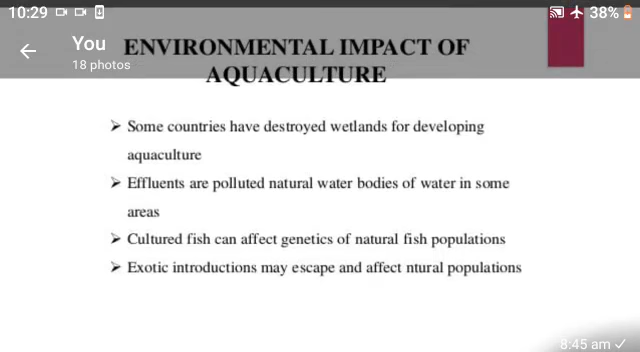 10:29 38%
You
18 photos
ENVIRONMENTAL IMPACT OF
AQUACULTURE
➢ Some countries have destroyed wetlands for developing
aquaculture
➢ Effluents are polluted natural water bodies of water in some
areas
➢ Cultured fish can affect genetics of natural fish populations
➢ Exotic introductions may escape and affect ntural populations
8:45 am